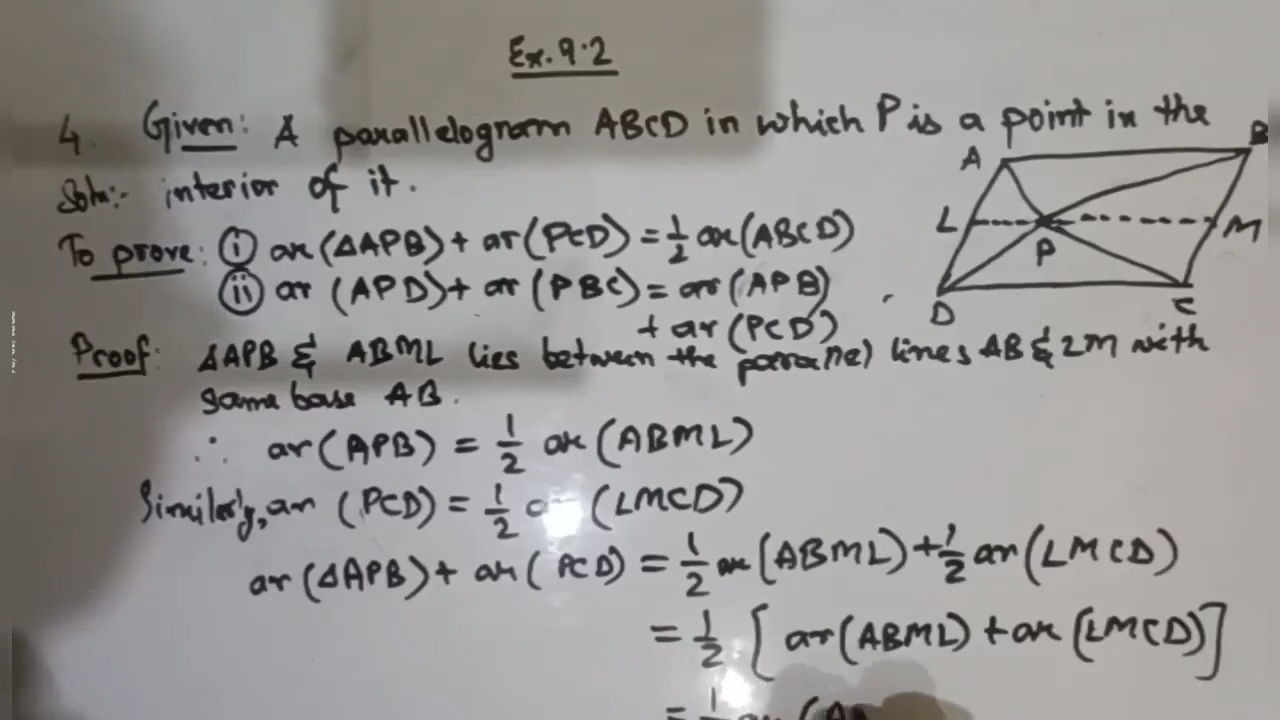 Ex. 9.2
4. Given: A parallelogram ABCD in which P is a point in the
Soln:- interior of it.
To prove: (i) ar(ΔAPB) + ar(PCD) = 1/2 ar(ABCD)
(ii) ar (APD) + ar (PBC) = ar(APB)
+ ar (PCD)
Proof: ΔAPB & ABML lies between the parallel lines AB & LM with
same base AB.
∴ ar(APB) = 1/2 ar (ABML)
Similarly, ar (PCD) = 1/2 ar (LMCD)
ar(ΔAPB) + ar(PCD) = 1/2 ar(ABML) + 1/2 ar(LMCD)
= 1/2 [ar(ABML) + ar(LMCD)]
= 1/2 ar (A
A
B
L
P
M
D
C